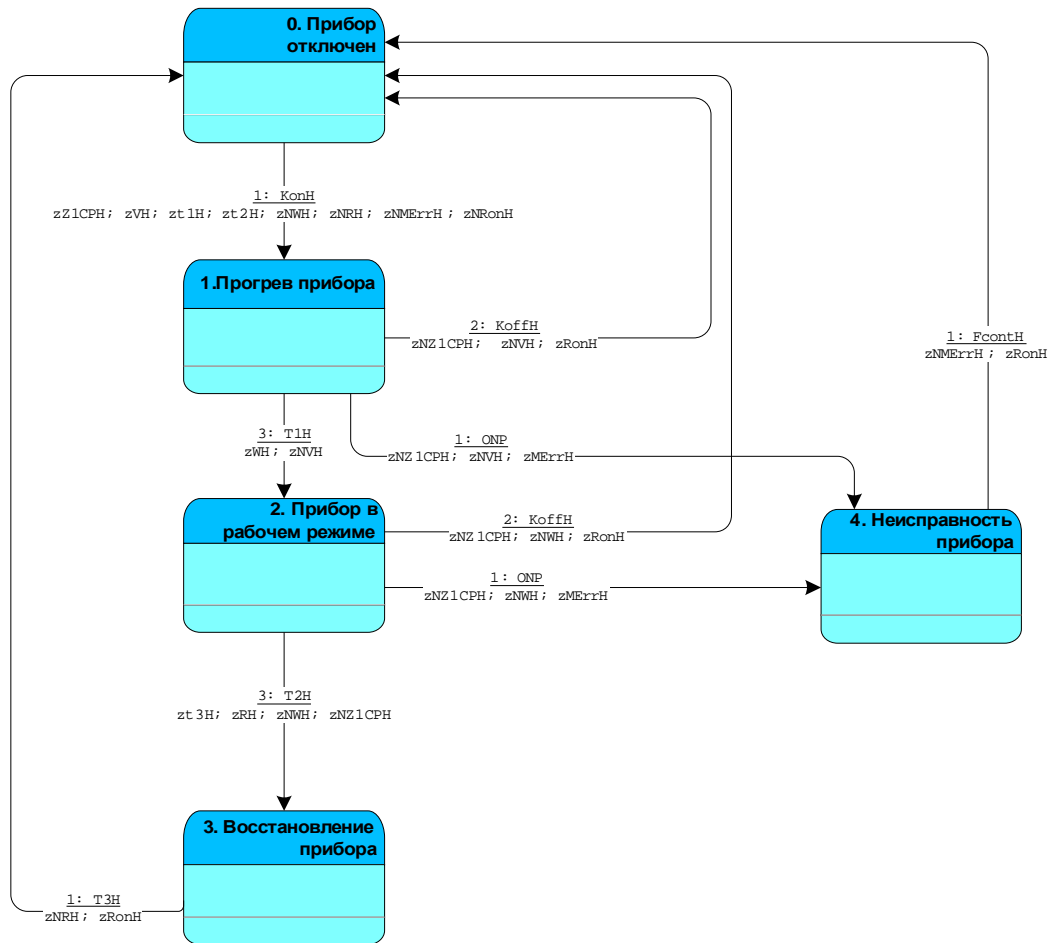 0. Прибор
отключен
1: KonH
zZ1CPH; zVH; zt1H; zt2H; zNWH; zNRH; zNMErrH; zNRonH
1.Прогрев прибора
2: KoffH
zNZ1CPH; zNVH; zRonH
1: FcontH
zNMErrH; zRonH
3: T1H
zWH; zNVH
1: ONP
zNZ1CPH; zNVH; zMErrH
2. Прибор в
рабочем режиме
2: KoffH
zNZ1CPH; zNWH; zRonH
4. Неисправность
прибора
1: ONP
zNZ1CPH; zNWH; zMErrH
3: T2H
zt3H; zRH; zNWH; zNZ1CPH
3. Восстановление
прибора
1: T3H
zNRH; zRonH